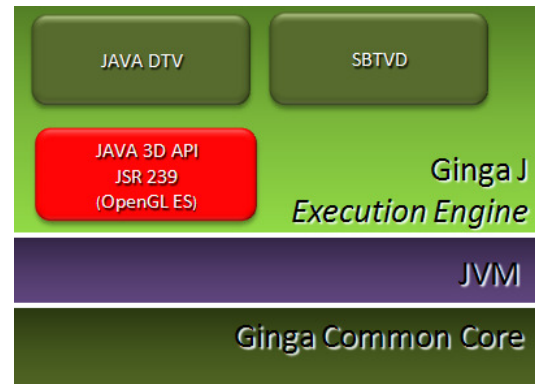 JAVA DTV
SBTVD
JAVA 3D API
JSR 239
(OpenGL ES)
Ginga J
Execution Engine
JVM
Ginga Common Core